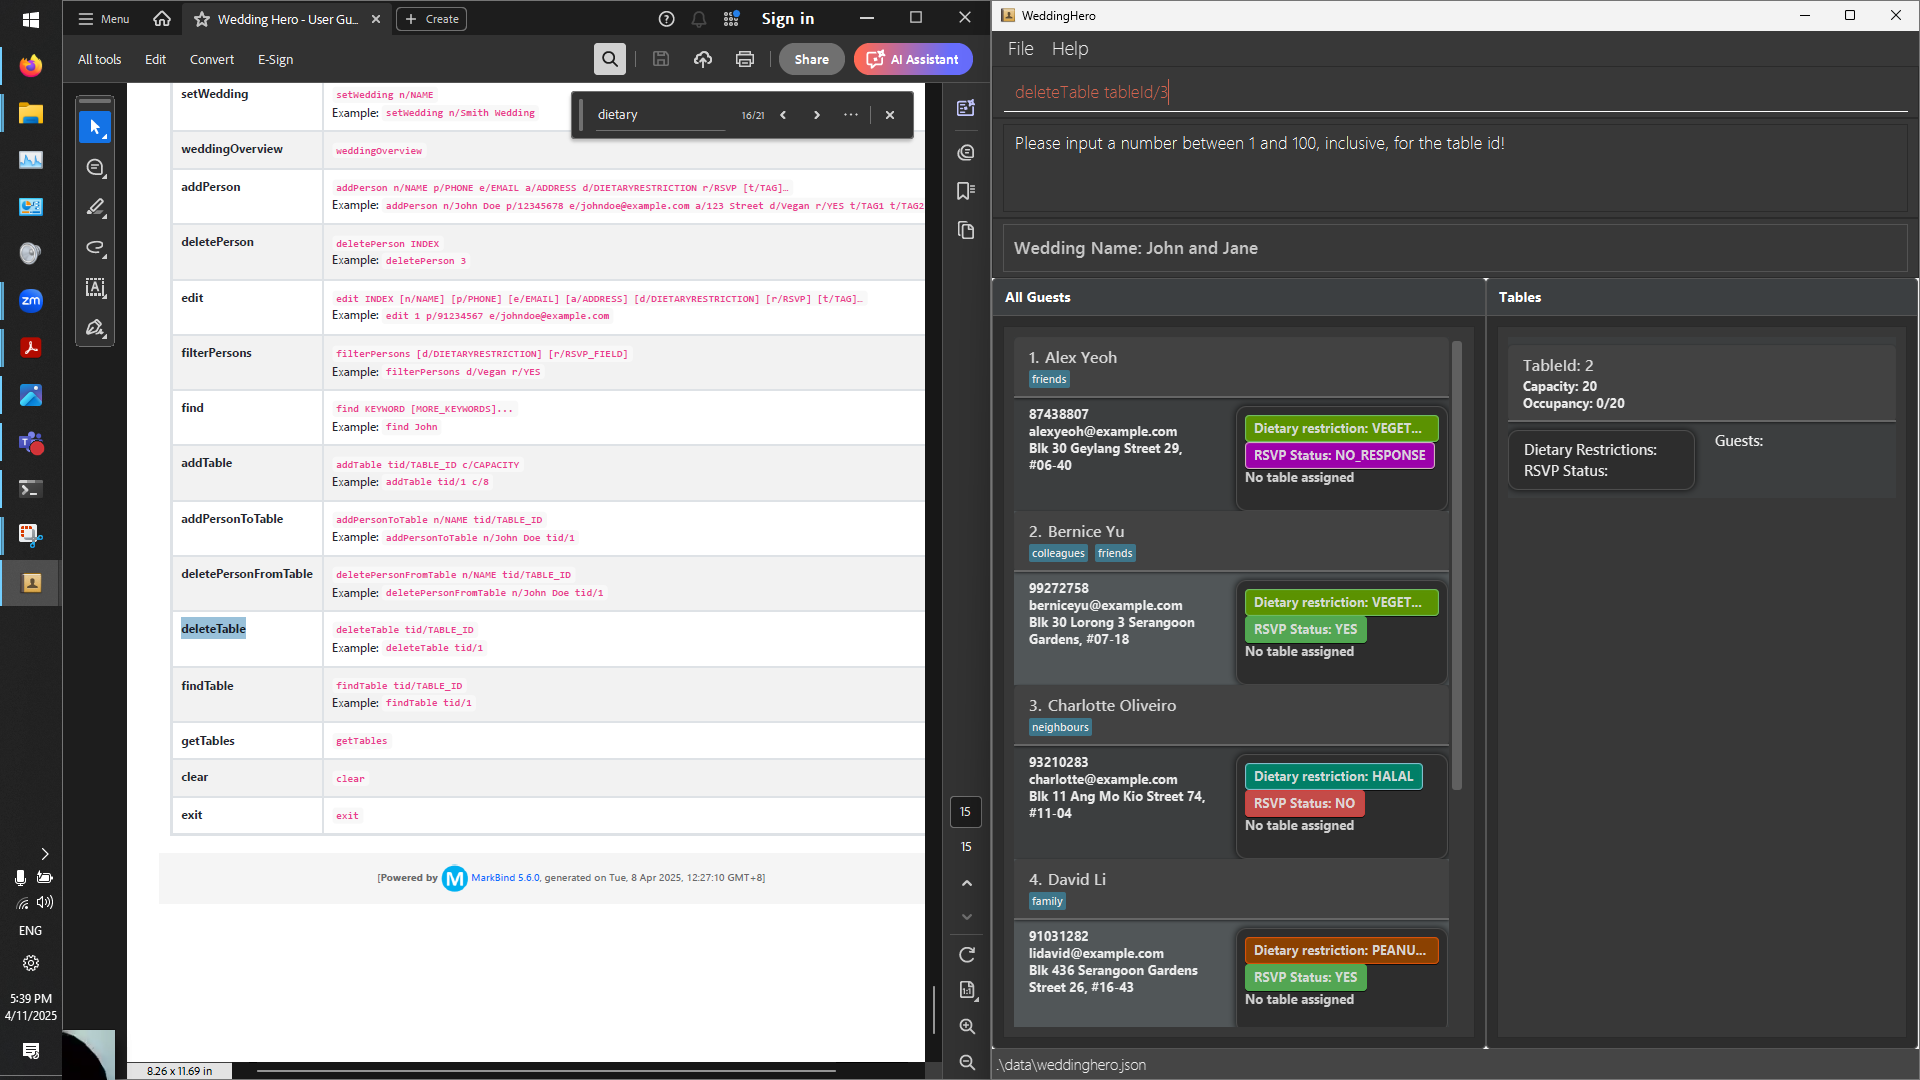 Menu
Wedding Hero - User Gu...
Create
Sign in
All tools
Edit
Convert
E-Sign
Share
AI Assistant
dietary
16/21
setWedding
setWedding n/NAME
Example: setWedding n/Smith Wedding
weddingOverview
weddingOverview
addPerson
addPerson n/NAME p/PHONE e/EMAIL a/ADDRESS d/DIETARYRESTRICTION r/RSVP [t/TAG]…
Example: addPerson n/John Doe p/12345678 e/johndoe@example.com a/123 Street d/Vegan r/YES t/TAG1 t/TAG2
deletePerson
deletePerson INDEX
Example: deletePerson 3
edit
edit INDEX [n/NAME] [p/PHONE] [e/EMAIL] [a/ADDRESS] [d/DIETARYRESTRICTION] [r/RSVP] [t/TAG]…
Example: edit 1 p/91234567 e/johndoe@example.com
filterPersons
filterPersons [d/DIETARYRESTRICTION] [r/RSVP_FIELD]
Example: filterPersons d/Vegan r/YES
find
find KEYWORD [MORE_KEYWORDS]...
Example: find John
addTable
addTable tid/TABLE_ID c/CAPACITY
Example: addTable tid/1 c/8
addPersonToTable
addPersonToTable n/NAME tid/TABLE_ID
Example: addPersonToTable n/John Doe tid/1
deletePersonFromTable
deletePersonFromTable n/NAME tid/TABLE_ID
Example: deletePersonFromTable n/John Doe tid/1
deleteTable
deleteTable tid/TABLE_ID
Example: deleteTable tid/1
findTable
findTable tid/TABLE_ID
Example: findTable tid/1
getTables
getTables
clear
clear
exit
exit
[Powered by M MarkBind 5.6.0, generated on Tue, 8 Apr 2025, 12:27:10 GMT+8]
8.26 x 11.69 in
15
15
1:1
zm
ENG
5:39 PM
4/11/2025
WeddingHero
File
Help
deleteTable tableId/3
Please input a number between 1 and 100, inclusive, for the table id!
Wedding Name: John and Jane
All Guests
1. Alex Yeoh
friends
87438807
alexyeoh@example.com
Blk 30 Geylang Street 29,
#06-40
Dietary restriction: VEGET...
RSVP Status: NO_RESPONSE
No table assigned
2. Bernice Yu
colleagues
friends
99272758
berniceyu@example.com
Blk 30 Lorong 3 Serangoon
Gardens, #07-18
Dietary restriction: VEGET...
RSVP Status: YES
No table assigned
3. Charlotte Oliveiro
neighbours
93210283
charlotte@example.com
Blk 11 Ang Mo Kio Street 74,
#11-04
Dietary restriction: HALAL
RSVP Status: NO
No table assigned
4. David Li
family
91031282
lidavid@example.com
Blk 436 Serangoon Gardens
Street 26, #16-43
Dietary restriction: PEANU...
RSVP Status: YES
No table assigned
Tables
TableId: 2
Capacity: 20
Occupancy: 0/20
Dietary Restrictions:
RSVP Status:
Guests:
.\data\weddinghero.json